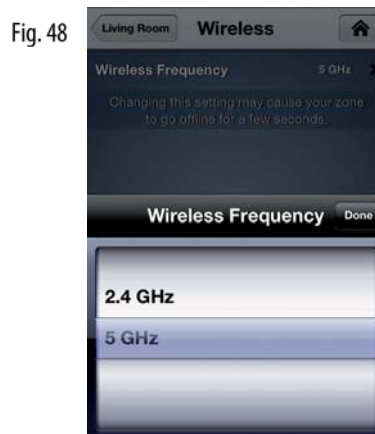 Fig. 48
Living Room
Wireless
Wireless Frequency 5 GHz
Changing this setting may cause your zone
to go offline for a few seconds.
Wireless Frequency Done
2.4 GHz
5 GHz